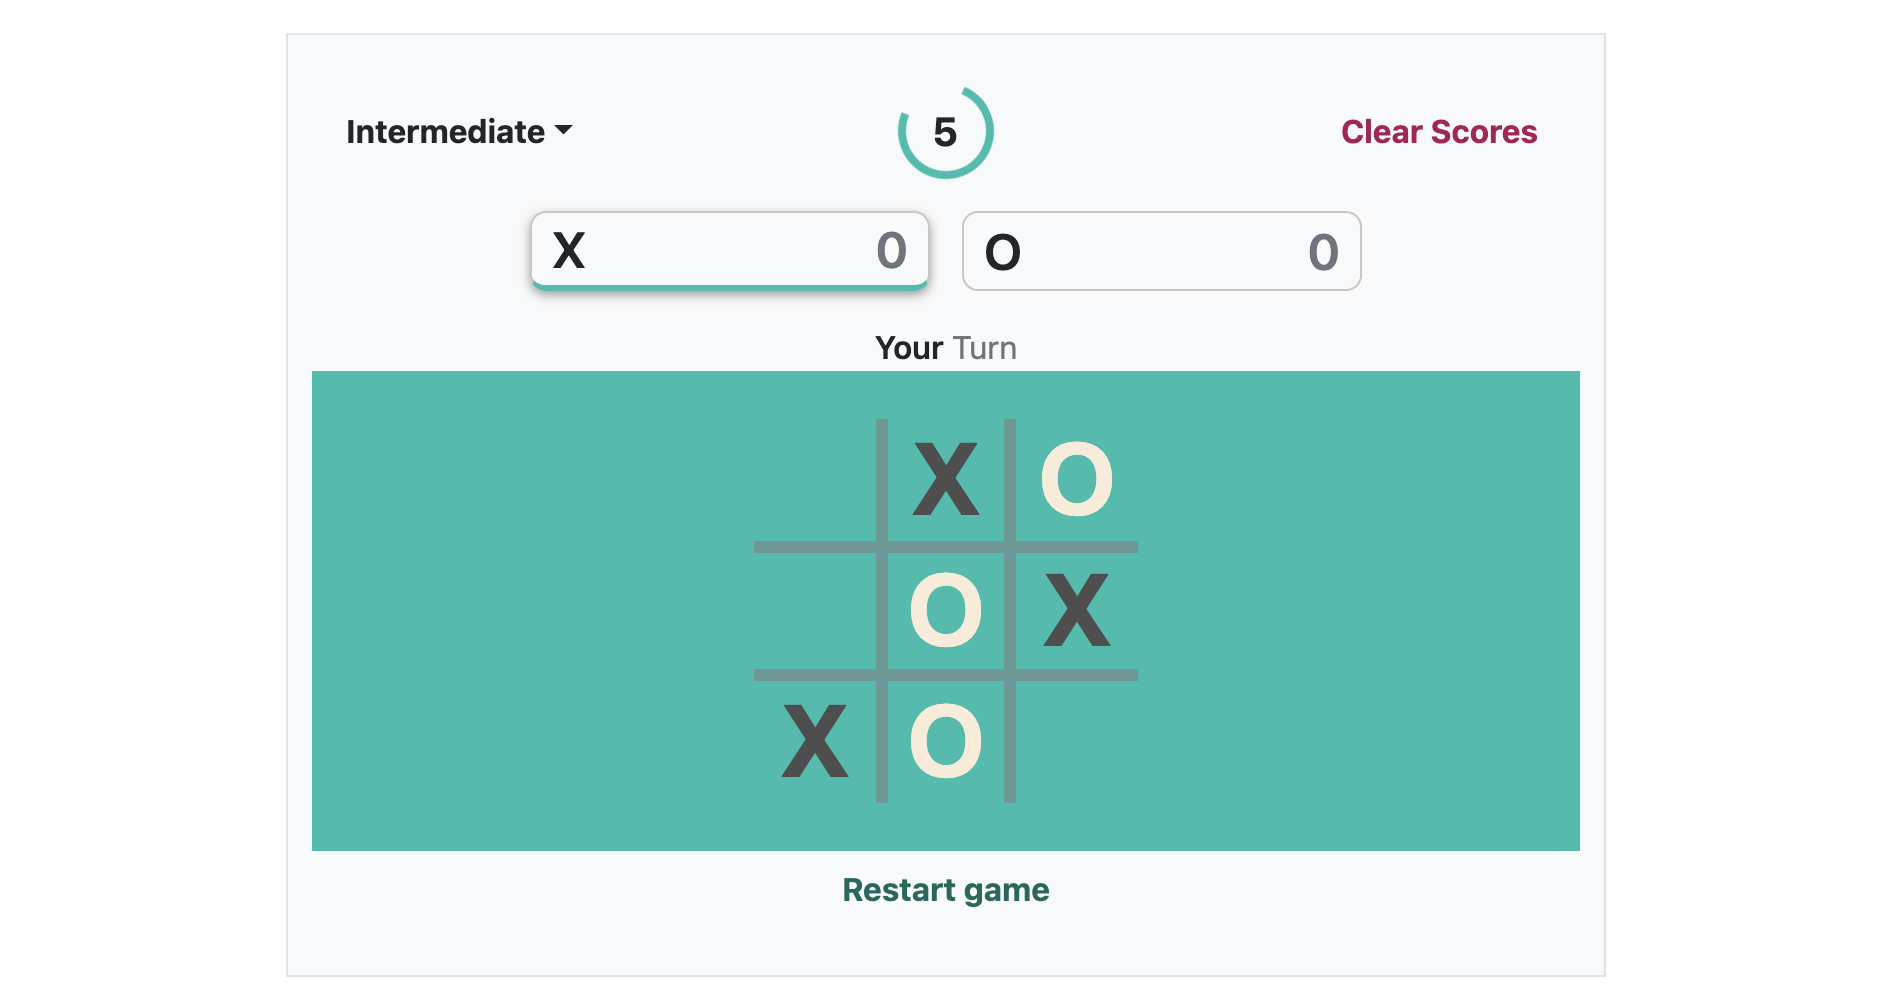 Intermediate
5
Clear Scores
X 0
O 0
Your Turn
X O
O X
X O
Restart game